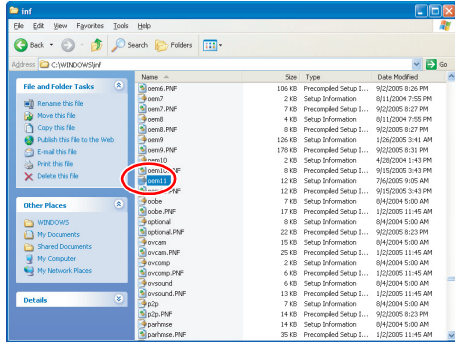 inf
File Edit View Favorites Tools Help
Back Search Folders
Address C:\WINDOWS\inf Go
File and Folder Tasks
Rename this file
Move this file
Copy this file
Publish this file to the Web
E-mail this file
Print this file
Delete this file
Other Places
WINDOWS
My Documents
Shared Documents
My Computer
My Network Places
Details
Name Size Type Date Modified
oem6.PNF 106 KB Precompiled Setup I... 9/2/2005 8:26 PM
oem7 2 KB Setup Information 8/11/2004 7:55 PM
oem7.PNF 7 KB Precompiled Setup I... 9/2/2005 8:27 PM
oem8 4 KB Setup Information 8/11/2004 7:55 PM
oem8.PNF 8 KB Precompiled Setup I... 9/2/2005 8:27 PM
oem9 126 KB Setup Information 1/26/2005 3:41 AM
oem9.PNF 178 KB Precompiled Setup I... 9/2/2005 8:31 PM
oem10 2 KB Setup Information 4/28/2004 1:43 PM
oem10.PNF 8 KB Precompiled Setup I... 9/15/2005 3:43 PM
oem11 12 KB Setup Information 7/6/2005 9:05 AM
.PNF 12 KB Precompiled Setup I... 9/15/2005 3:43 PM
oobe 7 KB Setup Information 8/4/2004 5:00 AM
oobe.PNF 17 KB Precompiled Setup I... 1/2/2005 11:45 AM
optional 8 KB Setup Information 8/4/2004 5:00 AM
optional.PNF 22 KB Precompiled Setup I... 9/2/2005 8:23 PM
ovcam 15 KB Setup Information 8/4/2004 5:00 AM
ovcam.PNF 25 KB Precompiled Setup I... 1/2/2005 11:45 AM
ovcomp 2 KB Setup Information 8/4/2004 5:00 AM
ovcomp.PNF 6 KB Precompiled Setup I... 1/2/2005 11:45 AM
ovsound 6 KB Setup Information 8/4/2004 5:00 AM
ovsound.PNF 13 KB Precompiled Setup I... 1/2/2005 11:45 AM
p2p 7 KB Setup Information 8/4/2004 5:00 AM
p2p.PNF 14 KB Precompiled Setup I... 9/2/2005 8:23 PM
parhnse 14 KB Setup Information 8/4/2004 5:00 AM
parhnse.PNF 35 KB Precompiled Setup I... 1/2/2005 11:45 AM